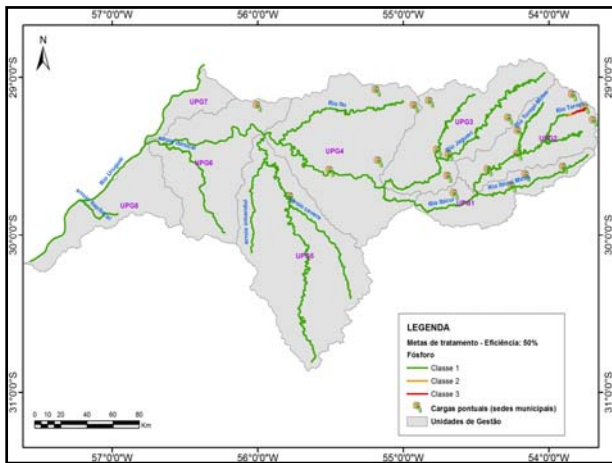 57°0'0"W 56°0'0"W 55°0'0"W 54°0'0"W
N
29°0'0"S 29°0'0"S
UPG7
Rio Itu
UPG3
UPG2
Rio Jaguari
UPG4
Rio Uruguai
UPG6
UPG1
UPG8
UPG5
30°0'0"S 30°0'0"S
LEGENDA
Metas de tratamento - Eficiência: 50%
Fósforo
Classe 1
Classe 2
Classe 3
Cargas pontuais (sedes municipais)
Unidades de Gestão
31°0'0"S 31°0'0"S
0 10 20 40 60 80
Km
57°0'0"W 56°0'0"W 55°0'0"W 54°0'0"W